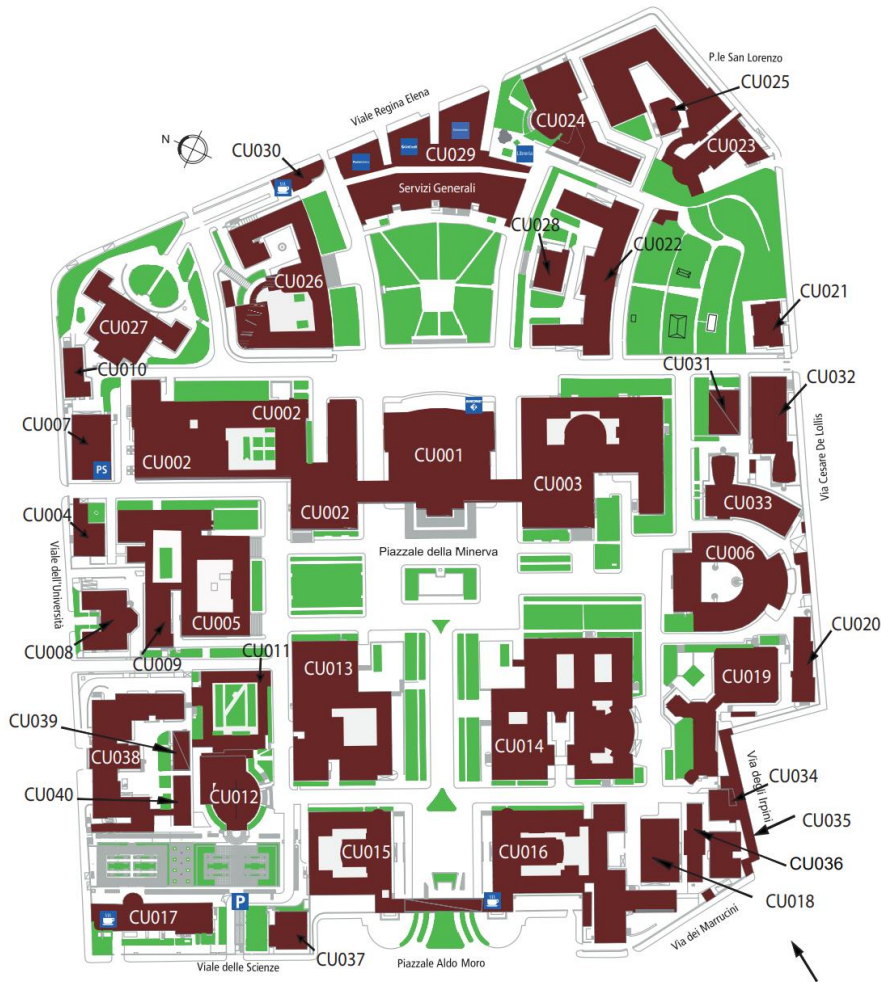 P.le San Lorenzo
CU025
Viale Regina Elena
CU024
CU023
N
CU030
CU029
Libreria
Servizi Generali
CU028
CU022
CU026
CU021
CU027
CU010
CU031
CU032
CU002
CU007
CU001
CU002
CU003
PS
Via Cesare De Lollis
CU033
CU004
CU002
Piazzale della Minerva
CU006
Viale dell'Università
CU005
CU020
CU008
CU009
CU011
CU013
CU019
CU039
CU038
CU014
CU034
Via degli Irpini
CU040
CU012
CU035
CU015
CU016
CU036
CU018
P
CU017
Via dei Marrucini
CU037
Viale delle Scienze
Piazzale Aldo Moro